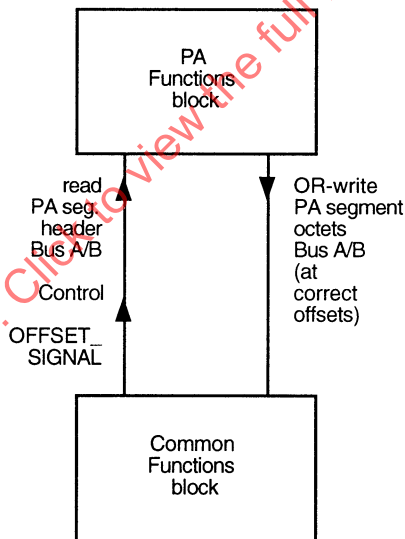 PA
Functions
block
read
PA seg.
header
Bus A/B
Control
OFFSET_
SIGNAL
OR-write
PA segment
octets
Bus A/B
(at
correct
offsets)
Common
Functions
block
. Click to view the full